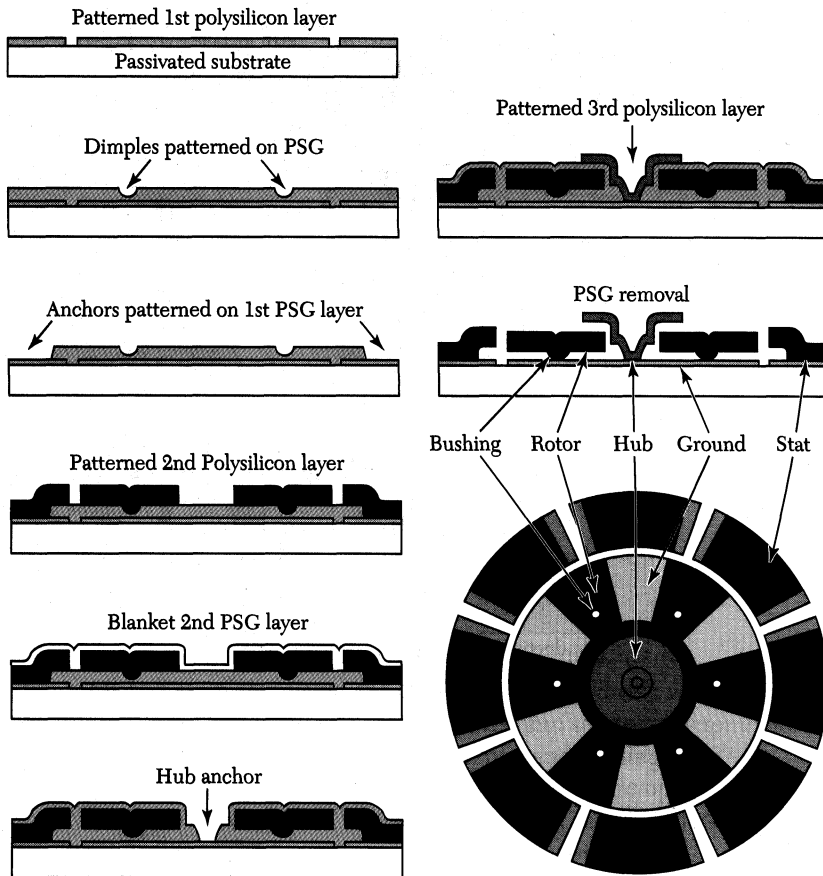 Patterned 1st polysilicon layer
Passivated substrate
Dimples patterned on PSG
Anchors patterned on 1st PSG layer
Patterned 2nd Polysilicon layer
Blanket 2nd PSG layer
Hub anchor
Patterned 3rd polysilicon layer
PSG removal
Bushing Rotor Hub Ground Stat